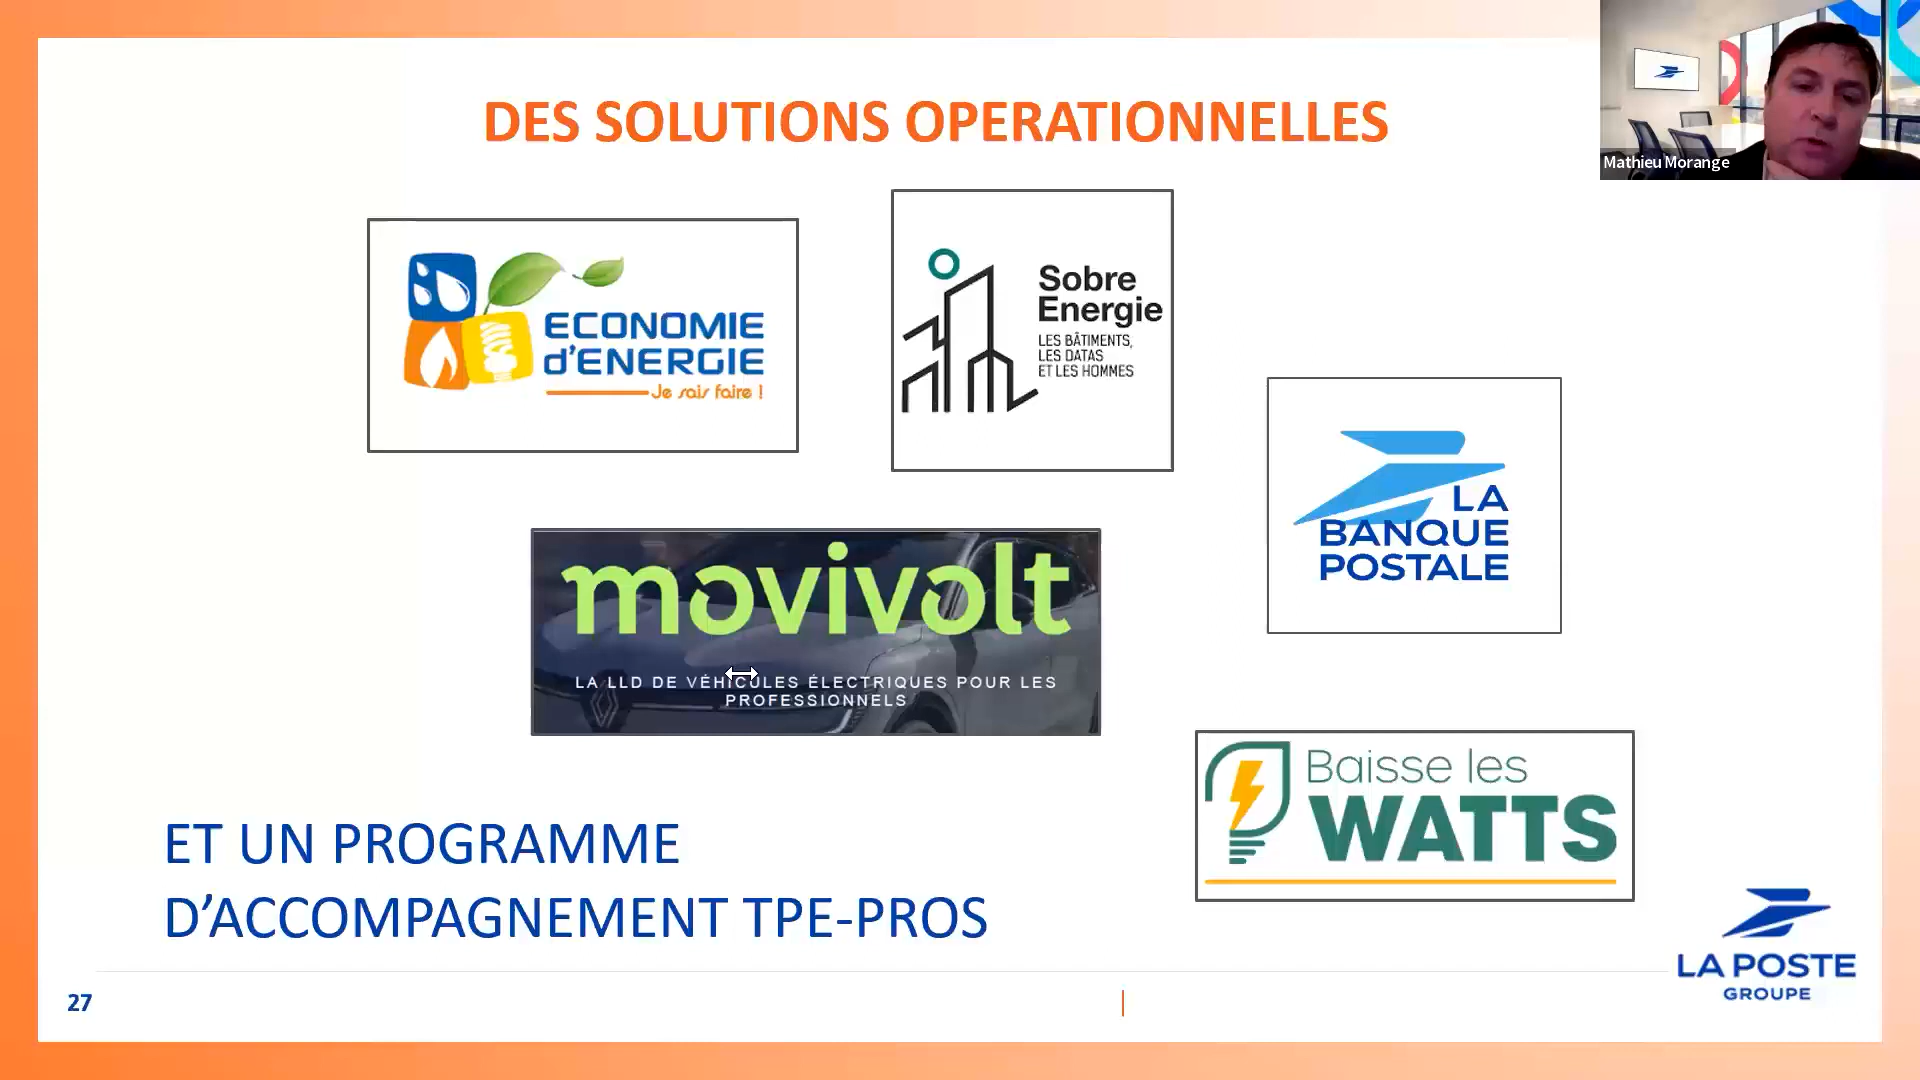 DES SOLUTIONS OPERATIONNELLES
Mathieu Morange
ECONOMIE
d'ENERGIE
Je sais faire !
Sobre
Energie
LES BÂTIMENTS,
LES DATAS
ET LES HOMMES
LA
BANQUE
POSTALE
movivolt
LA LLD DE VÉHICULES ÉLECTRIQUES POUR LES
PROFESSIONNELS
Baisse les
WATTS
ET UN PROGRAMME
D’ACCOMPAGNEMENT TPE-PROS
LA POSTE
GROUPE
27